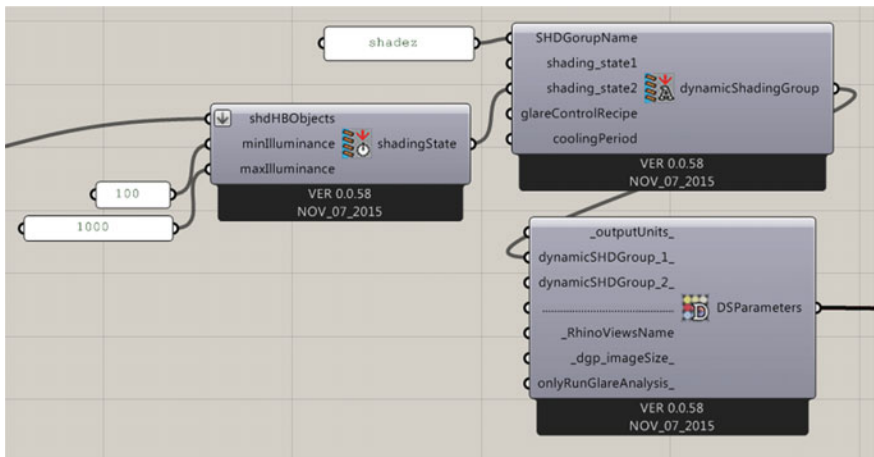 shadez
SHDGorupName
shading_state1
shading_state2
dynamicShadingGroup
glareControlRecipe
coolingPeriod
VER 0.0.58
NOV_07_2015
shdHBObjects
minIlluminance
shadingState
maxIlluminance
VER 0.0.58
NOV_07_2015
100
1000
_outputUnits_
dynamicSHDGroup_1_
dynamicSHDGroup_2_
..............................
DSParameters
_RhinoViewsName
_dgp_imageSize_
onlyRunGlareAnalysis_
VER 0.0.58
NOV_07_2015